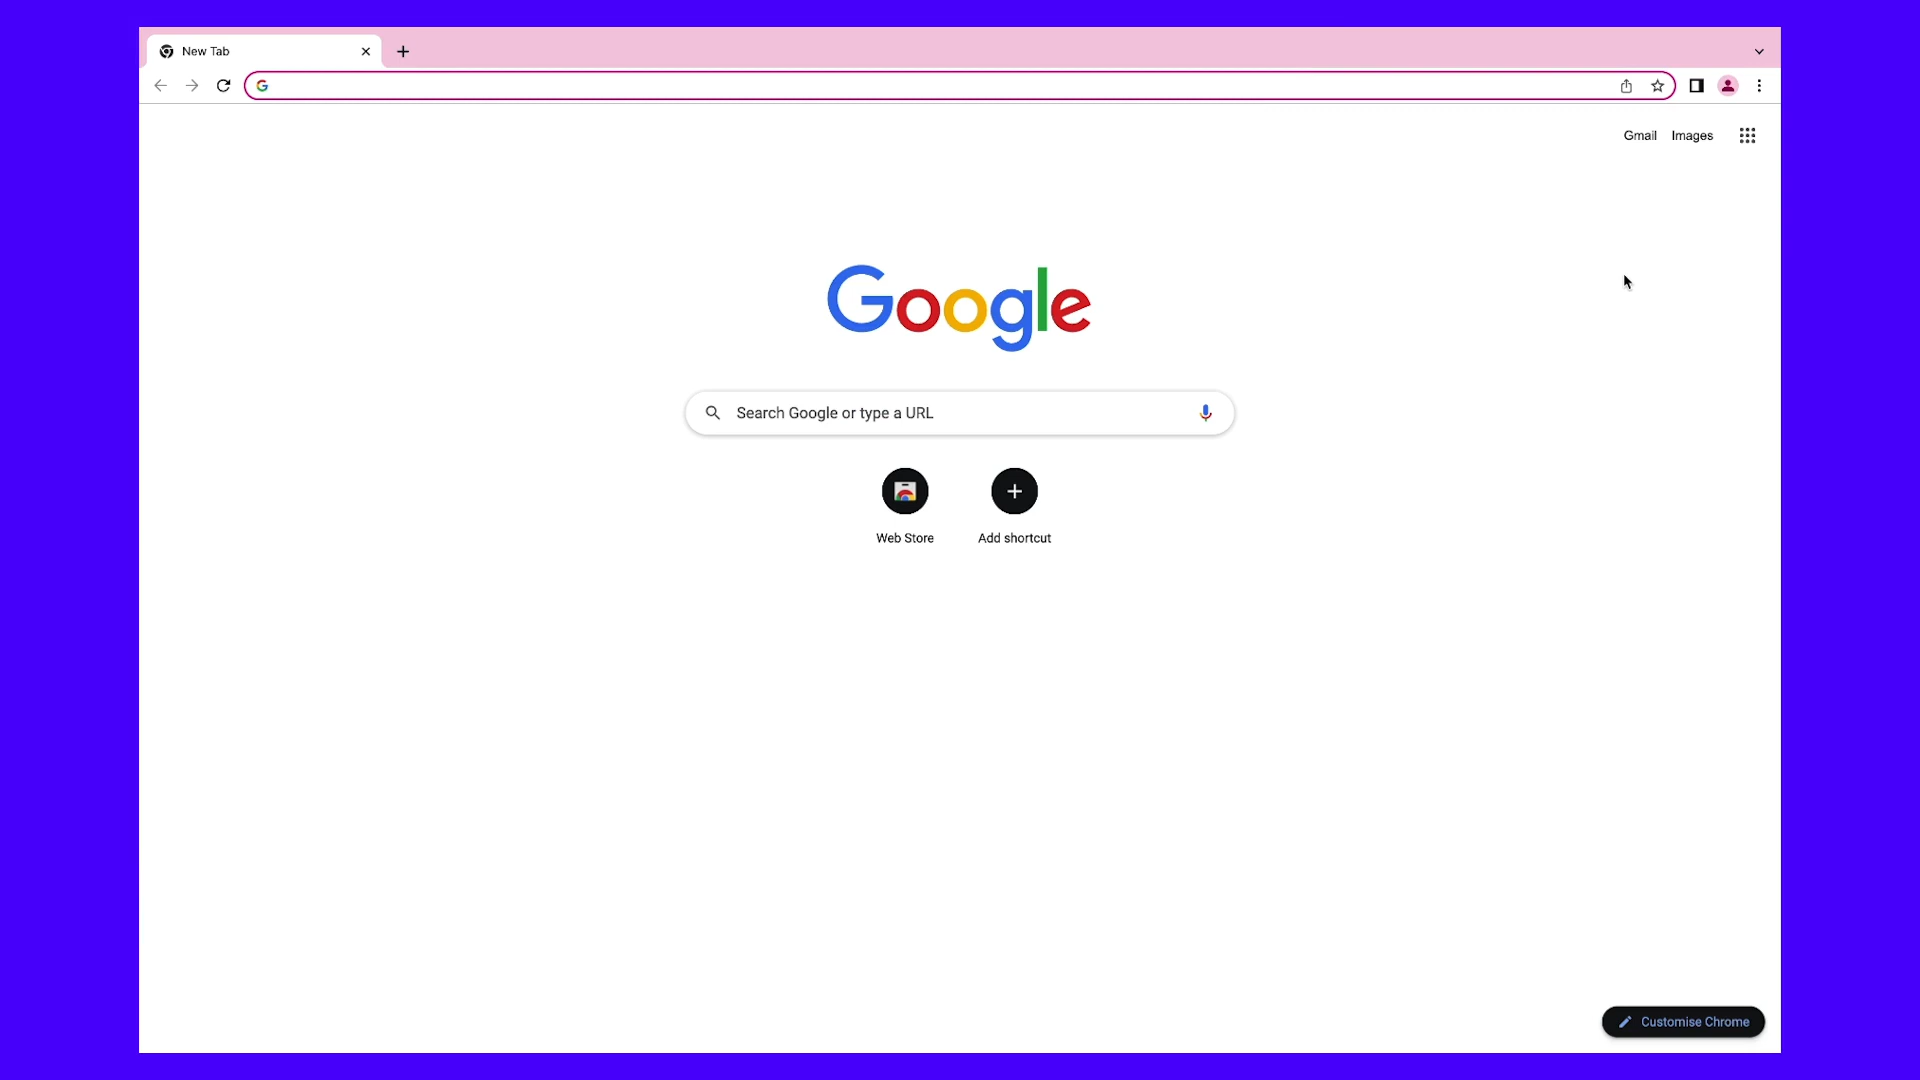 New Tab
Gmail Images
Google
Search Google or type a URL
Web Store Add shortcut
Customise Chrome